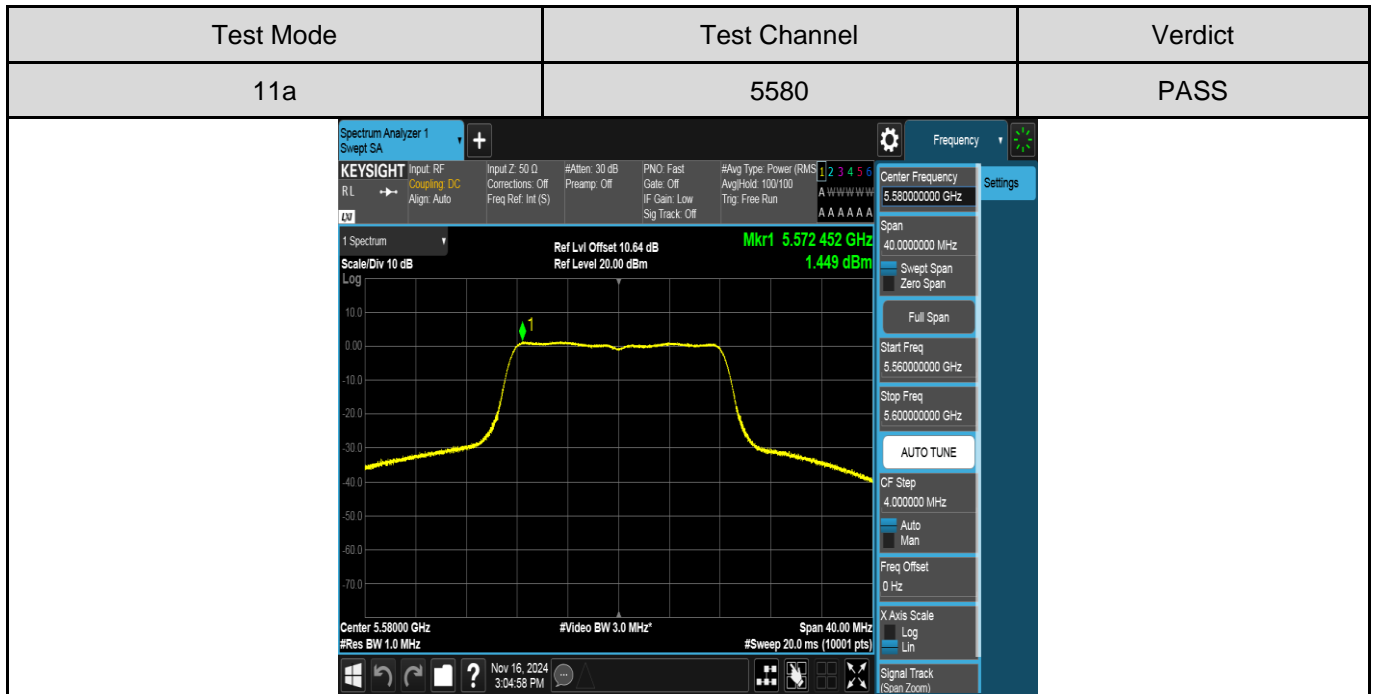 Test Mode Test Channel Verdict
11a 5580 PASS
Spectrum Analyzer 1
Swept SA
+
Frequency
KEYSIGHT Input: RF Input Z: 50 Ω #Atten: 30 dB PNO: Fast #Avg Type: Power (RMS 1 2 3 4 5 6
RL Coupling: DC Corrections: Off Preamp: Off Gate: Off Avg|Hold: 100/100 A W W W W W
Align: Auto Freq Ref: Int (S) IF Gain: Low Trig: Free Run
LXI Sig Track: Off A A A A A A
1 Spectrum Ref Lvl Offset 10.64 dB Mkr1 5.572 452 GHz
Scale/Div 10 dB Ref Level 20.00 dBm 1.449 dBm
Log
10.0
1
0.00
-10.0
-20.0
-30.0
-40.0
-50.0
-60.0
-70.0
Center 5.58000 GHz #Video BW 3.0 MHz* Span 40.00 MHz
#Res BW 1.0 MHz #Sweep 20.0 ms (10001 pts)
? Nov 16, 2024
3:04:58 PM
Center Frequency
5.580000000 GHz
Settings
Span
40.0000000 MHz
Swept Span
Zero Span
Full Span
Start Freq
5.560000000 GHz
Stop Freq
5.600000000 GHz
AUTO TUNE
CF Step
4.000000 MHz
Auto
Man
Freq Offset
0 Hz
X Axis Scale
Log
Lin
Signal Track
(Span Zoom)